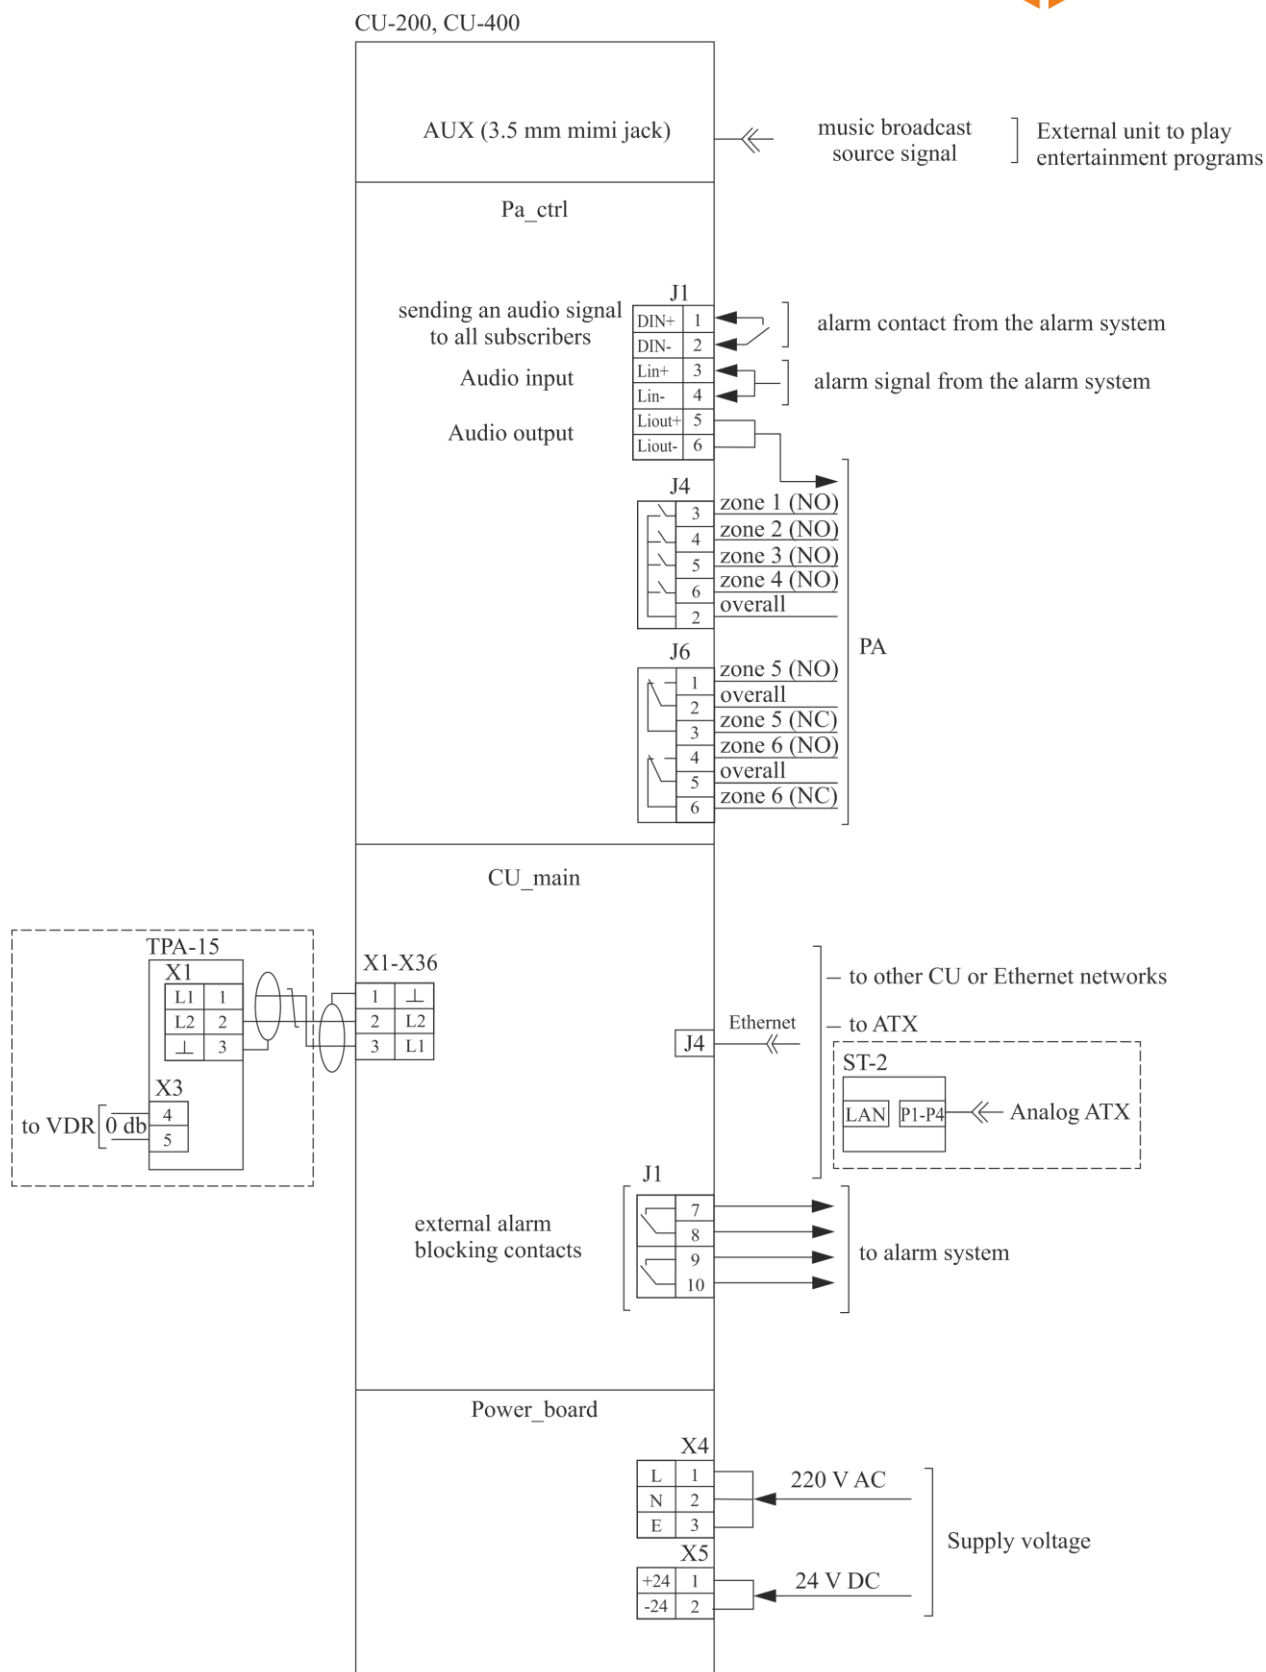 CU-200, CU-400
AUX (3.5 mm mimi jack)
music broadcast
source signal
External unit to play
entertainment programs
Pa_ctrl
J1
sending an audio signal
to all subscribers
DIN+ 1
DIN- 2
alarm contact from the alarm system
Audio input
Lin+ 3
Lin- 4
alarm signal from the alarm system
Audio output
Liout+ 5
Liout- 6
J4
3 zone 1 (NO)
4 zone 2 (NO)
5 zone 3 (NO)
6 zone 4 (NO)
2 overall
PA
J6
1 zone 5 (NO)
2 overall
3 zone 5 (NC)
4 zone 6 (NO)
5 overall
6 zone 6 (NC)
CU_main
TPA-15
X1
L1 1
L2 2
⊥ 3
X3
to VDR 0 db
4
5
X1-X36
1 ⊥
2 L2
3 L1
J4
Ethernet
– to other CU or Ethernet networks
– to ATX
ST-2
LAN P1-P4
Analog ATX
J1
external alarm
blocking contacts
7
8
9
10
to alarm system
Power_board
X4
L 1
N 2
E 3
220 V AC
Supply voltage
X5
+24 1
-24 2
24 V DC